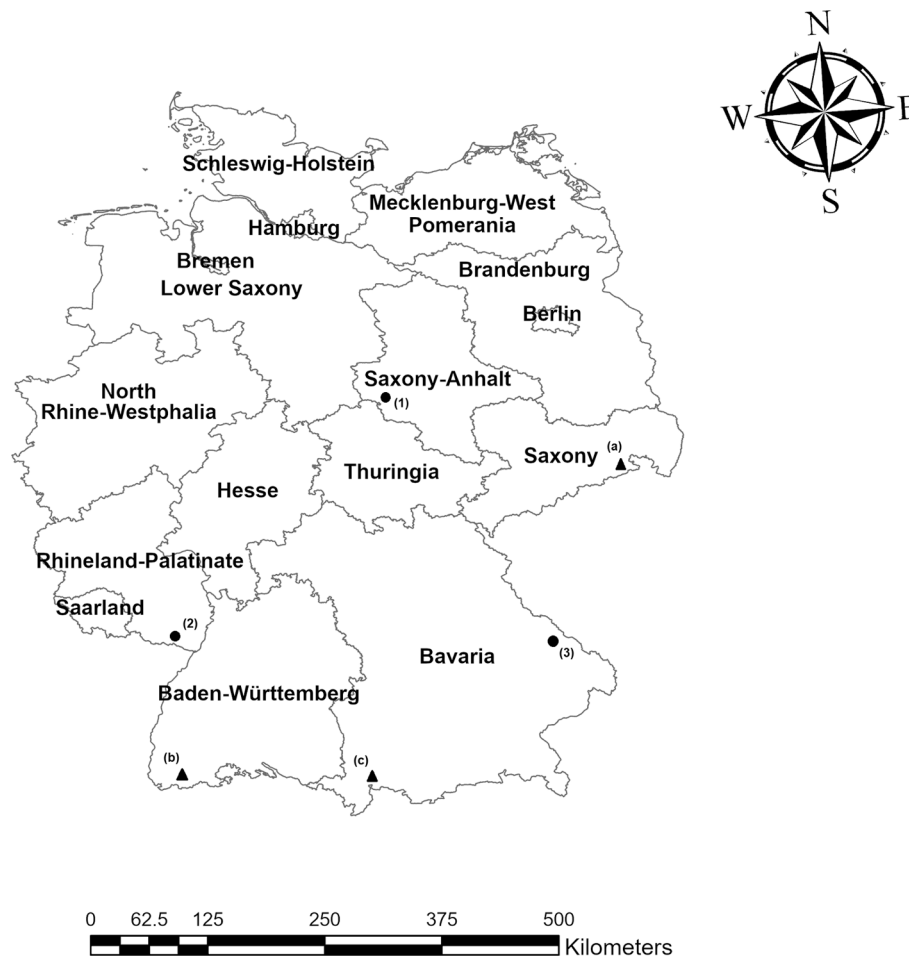 N
W
E
S
Schleswig-Holstein
Mecklenburg-West
Pomerania
Hamburg
Bremen
Lower Saxony
Brandenburg
Berlin
Saxony-Anhalt
(1)
North
Rhine-Westphalia
Saxony
(a)
Thuringia
Hesse
Rhineland-Palatinate
Saarland
(2)
Bavaria
(3)
Baden-Württemberg
(b)
(c)
0 62.5 125 250 375 500
Kilometers